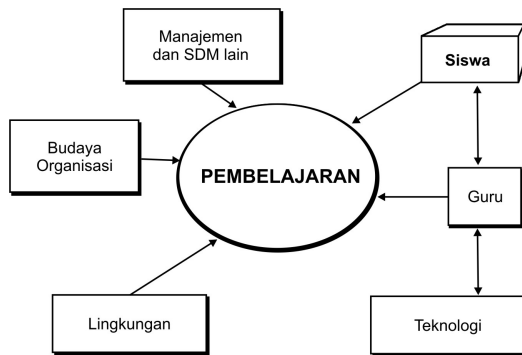 Manajemen
dan SDM lain
Siswa
Budaya
Organisasi
PEMBELAJARAN
Guru
Lingkungan
Teknologi